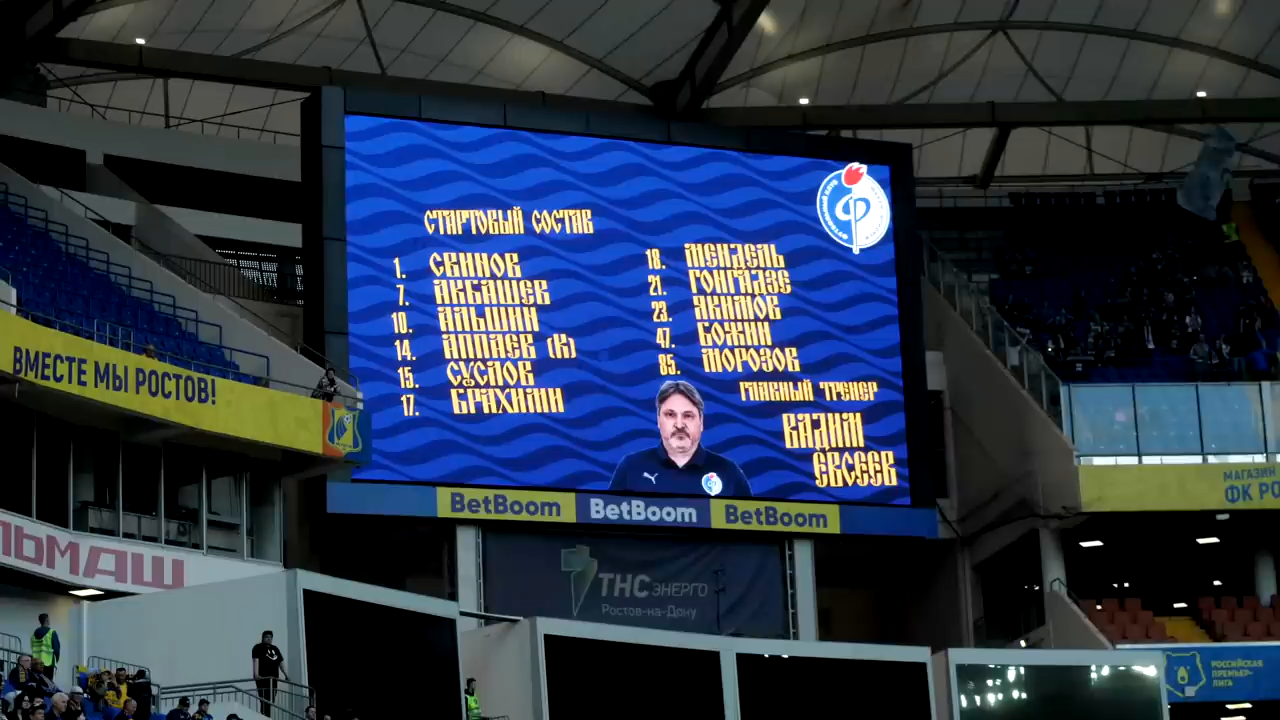 СТАРТОВЫЙ СОСТАВ
1. СВИНОВ
7. АКБАШЕВ
10. АЛЬШИН
14. АППАЕВ (К)
15. СУСЛОВ
17. БРАХИМИ
18. МЕНДЕЛЬ
21. ГОНГАДЗЕ
23. ЯКИМОВ
47. БОЖИН
85. МОРОЗОВ
ГЛАВНЫЙ ТРЕНЕР
ВАДИМ
ЕВСЕЕВ
ВМЕСТЕ МЫ РОСТОВ!
BetBoom BetBoom BetBoom
МАГАЗИН
ФК РО
ЛЬМАШ
ТНС ЭНЕРГО
Ростов-на-Дону
РОССИЙСКАЯ
ПРЕМЬЕР-
ЛИГА